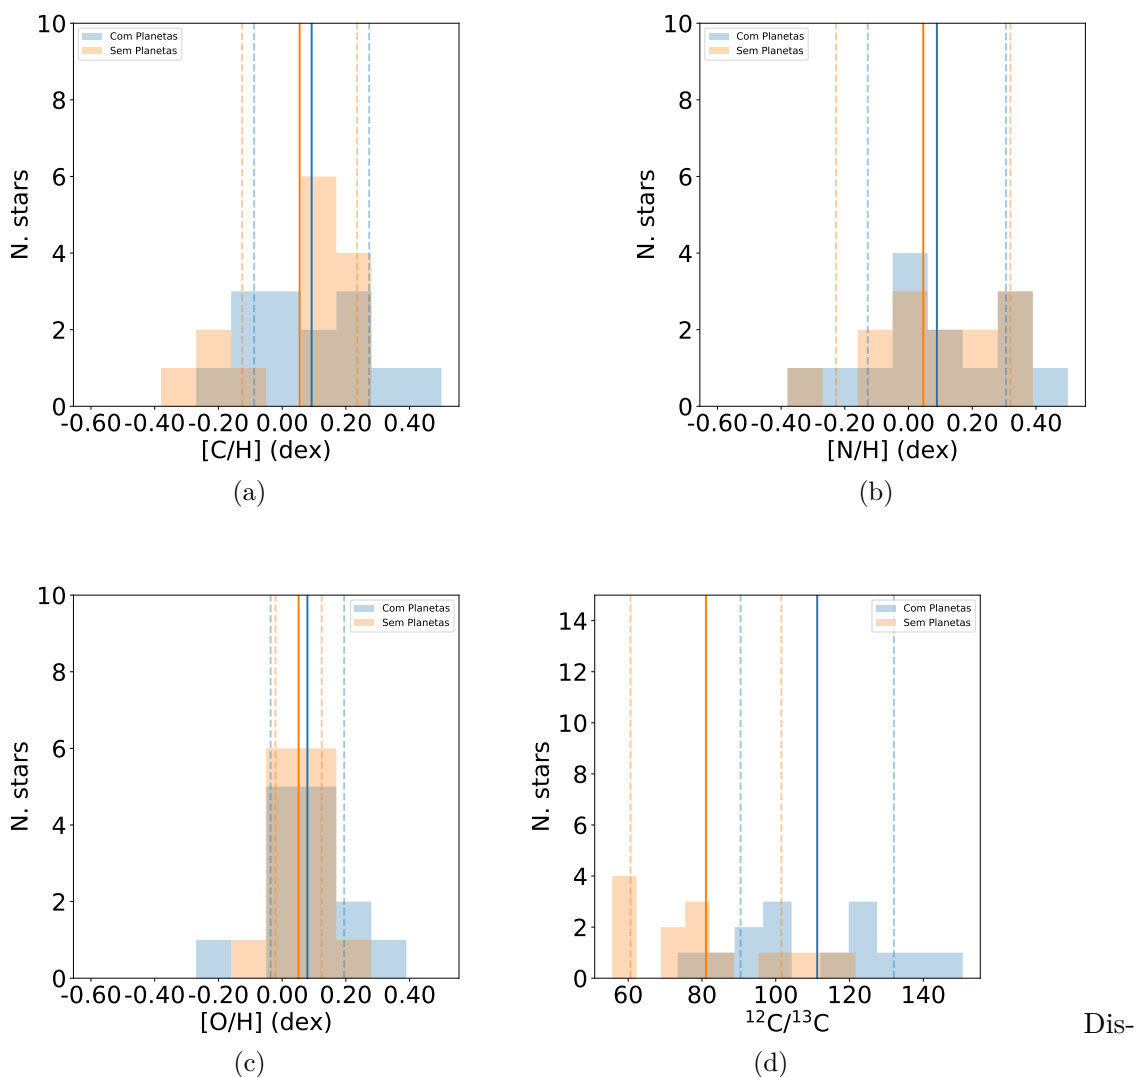 10
8
6
4
2
0
N. stars
Com Planetas
Sem Planetas
-0.60 -0.40 -0.20 0.00 0.20 0.40
[C/H] (dex)
(a)
10
8
6
4
2
0
N. stars
Com Planetas
Sem Planetas
-0.60 -0.40 -0.20 0.00 0.20 0.40
[N/H] (dex)
(b)
10
8
6
4
2
0
N. stars
Com Planetas
Sem Planetas
-0.60 -0.40 -0.20 0.00 0.20 0.40
[O/H] (dex)
(c)
14
12
10
8
6
4
2
0
N. stars
Com Planetas
Sem Planetas
60 80 100 120 140
¹²C/¹³C
(d)
Dis-